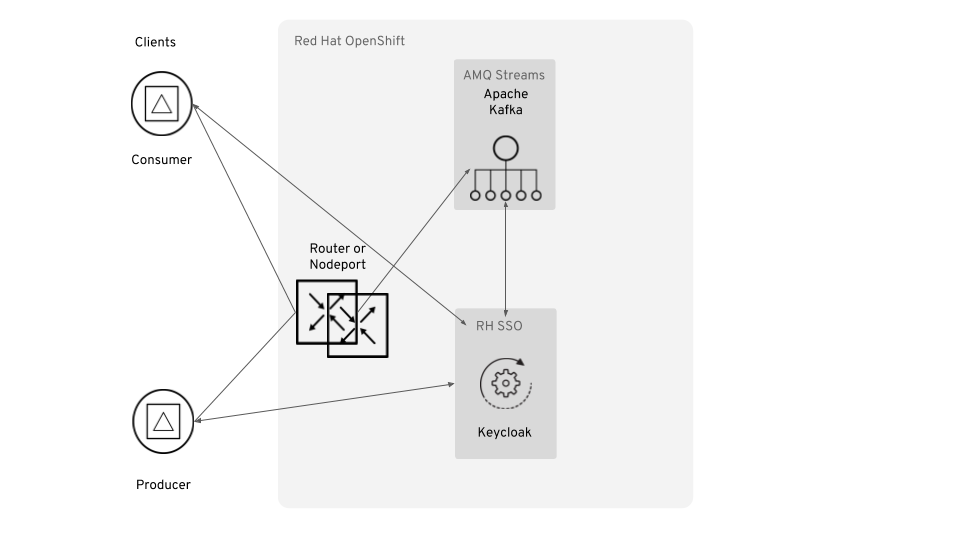 Clients
Red Hat OpenShift
AMQ Streams
Apache
Kafka
Consumer
Router or
Nodeport
RH SSO
Keycloak
Producer